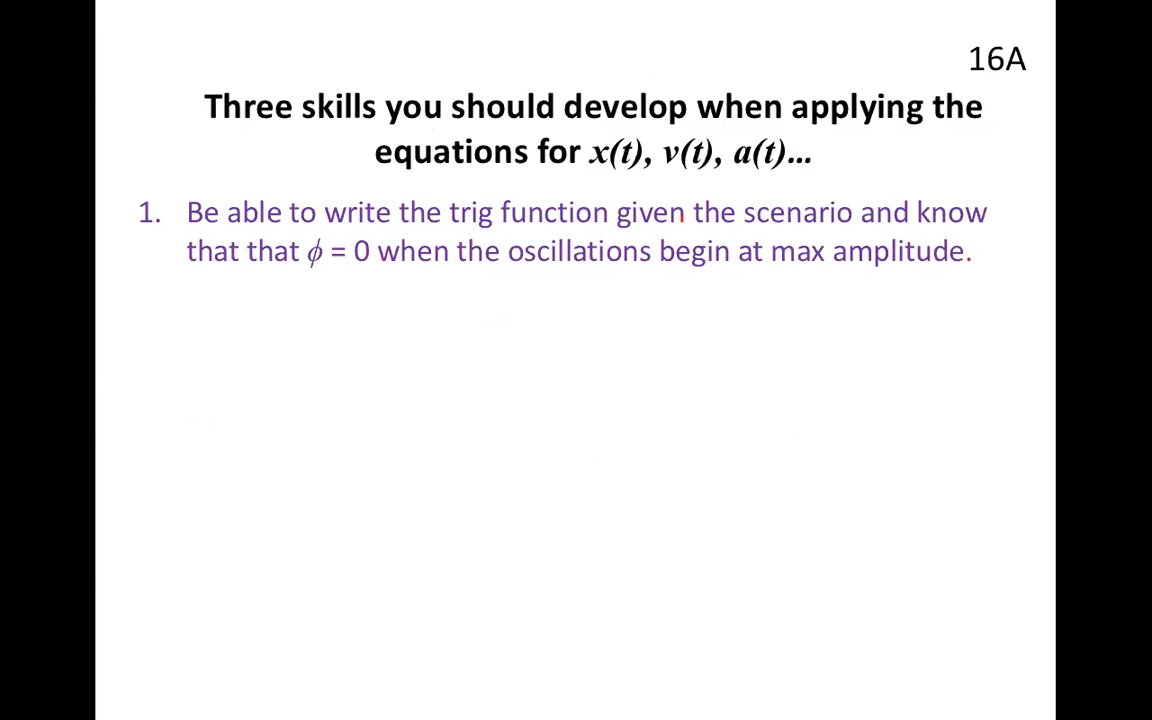 16A
Three skills you should develop when applying the
equations for x(t), v(t), a(t)...
1. Be able to write the trig function given the scenario and know
that that ϕ = 0 when the oscillations begin at max amplitude.